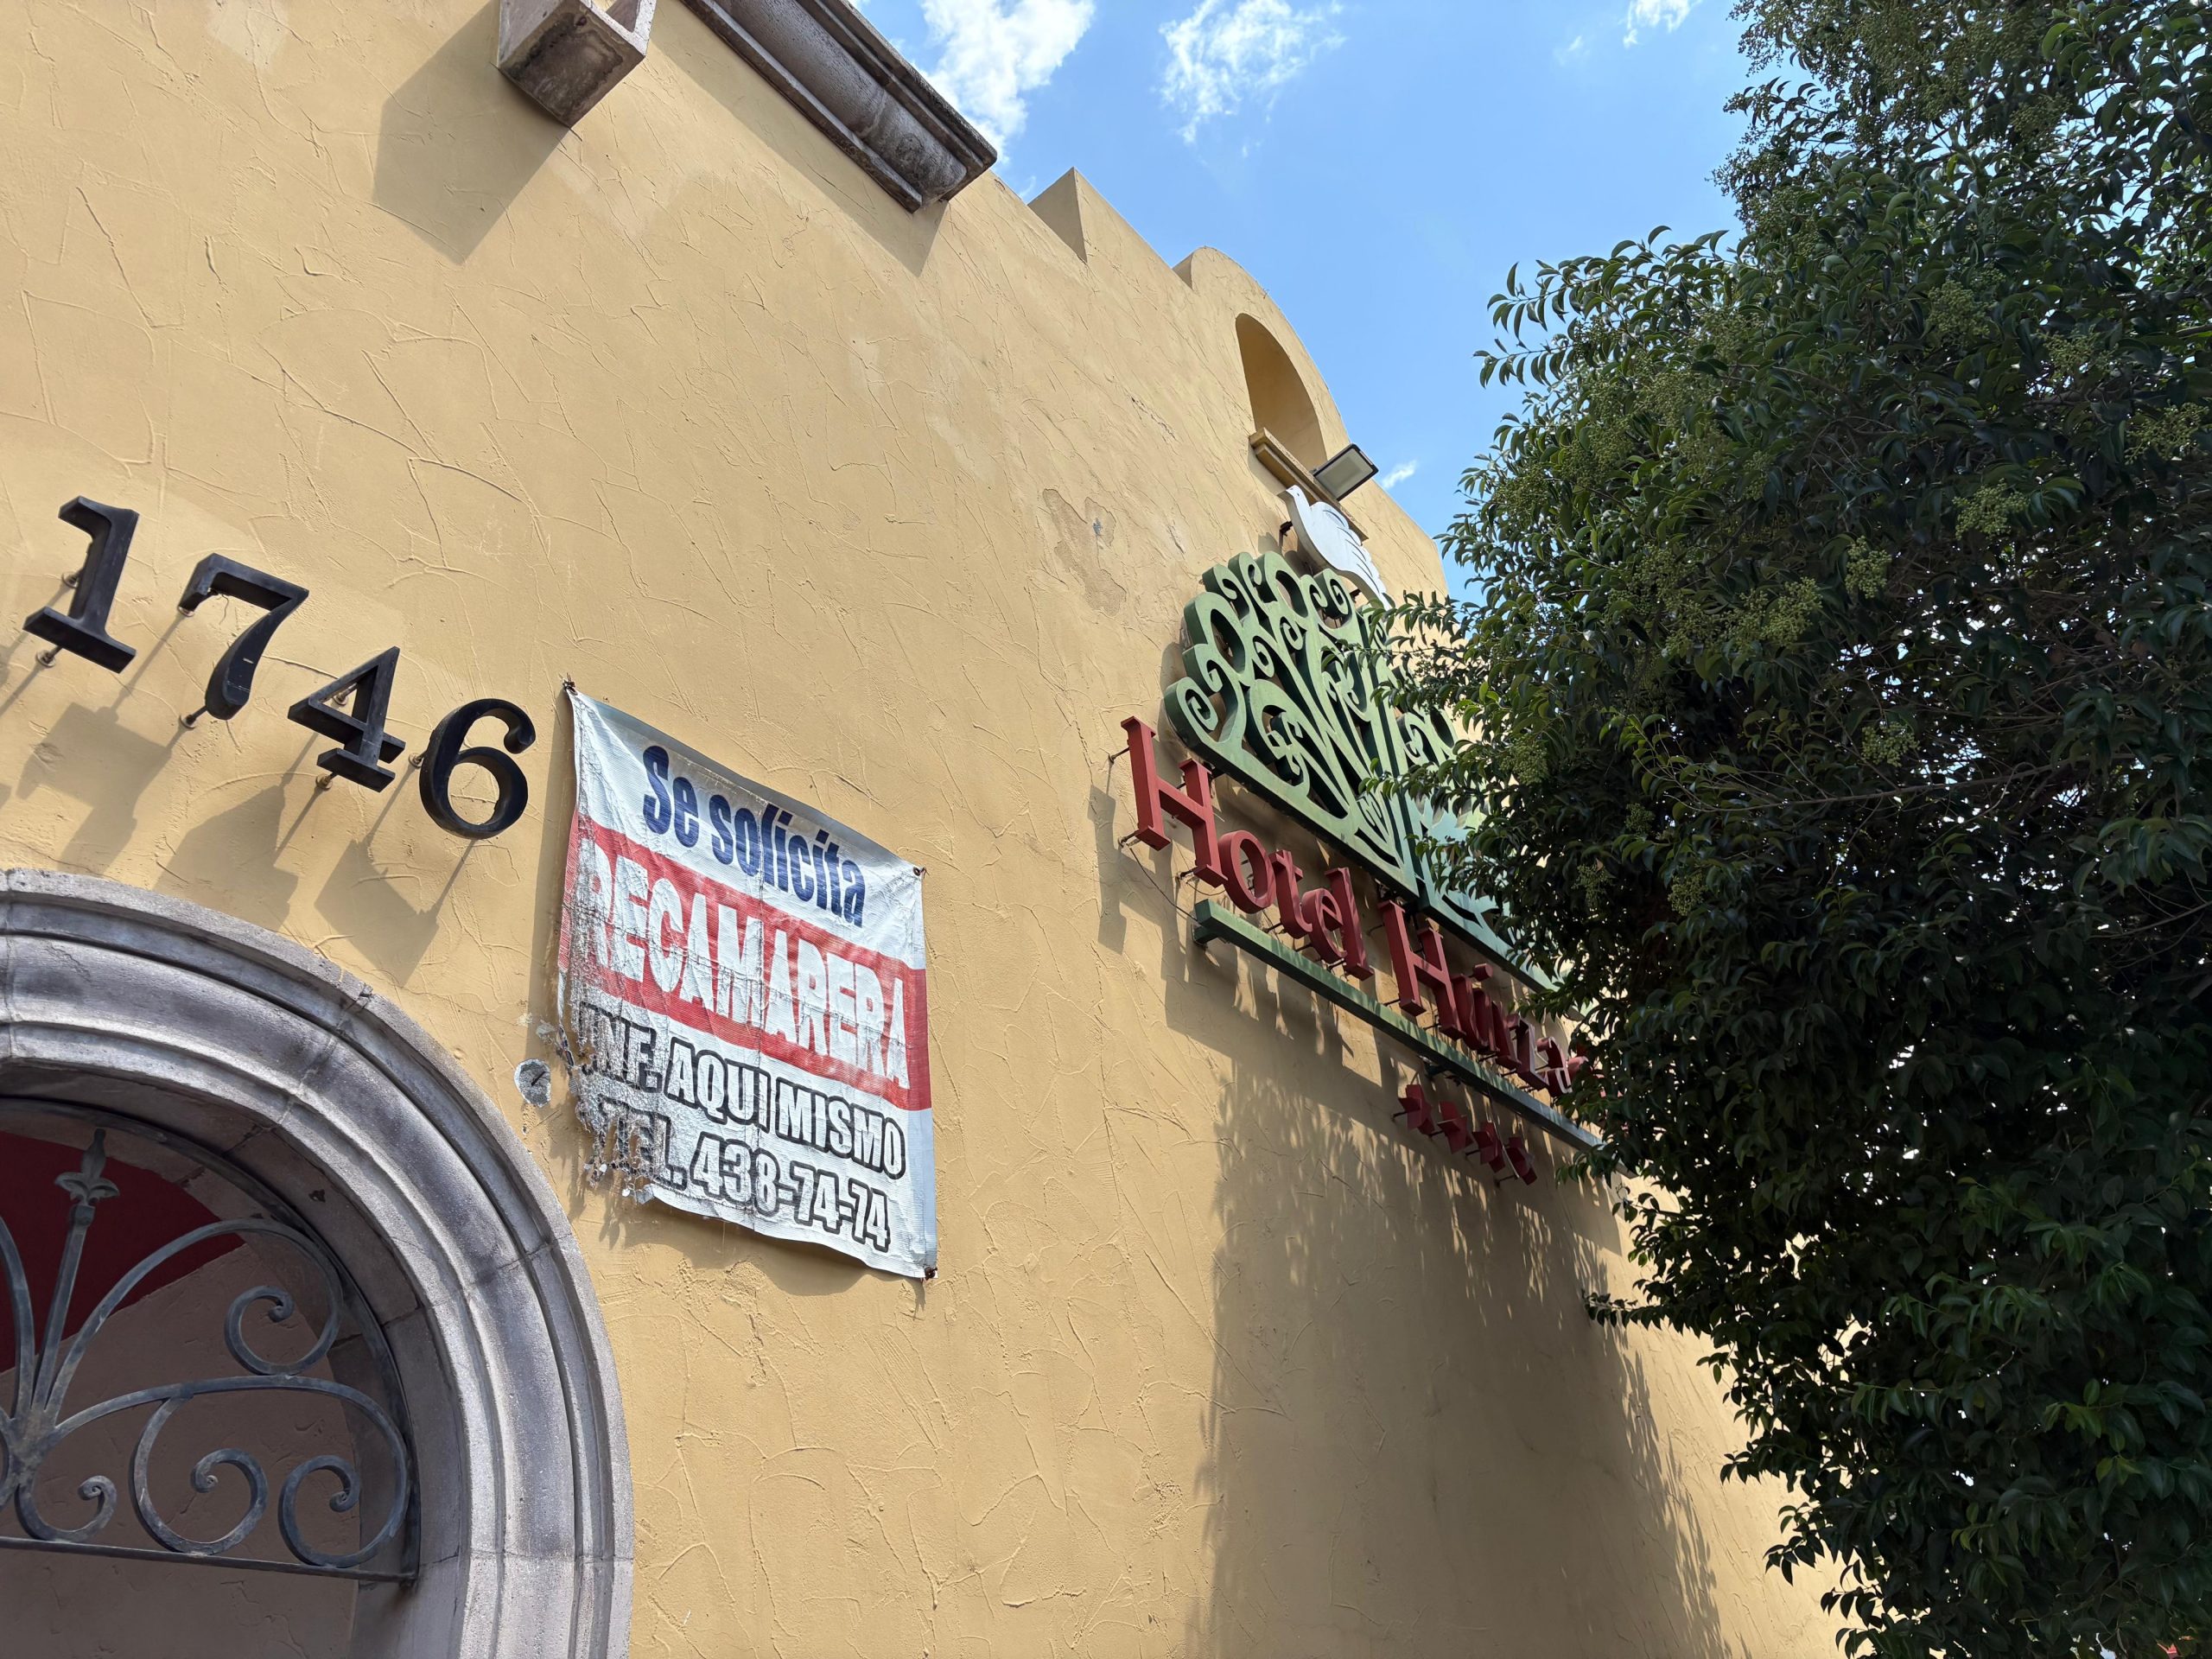 1746
Se solicita
RECAMARERA
INF. AQUI MISMO
TEL. 438-74-74
Hotel